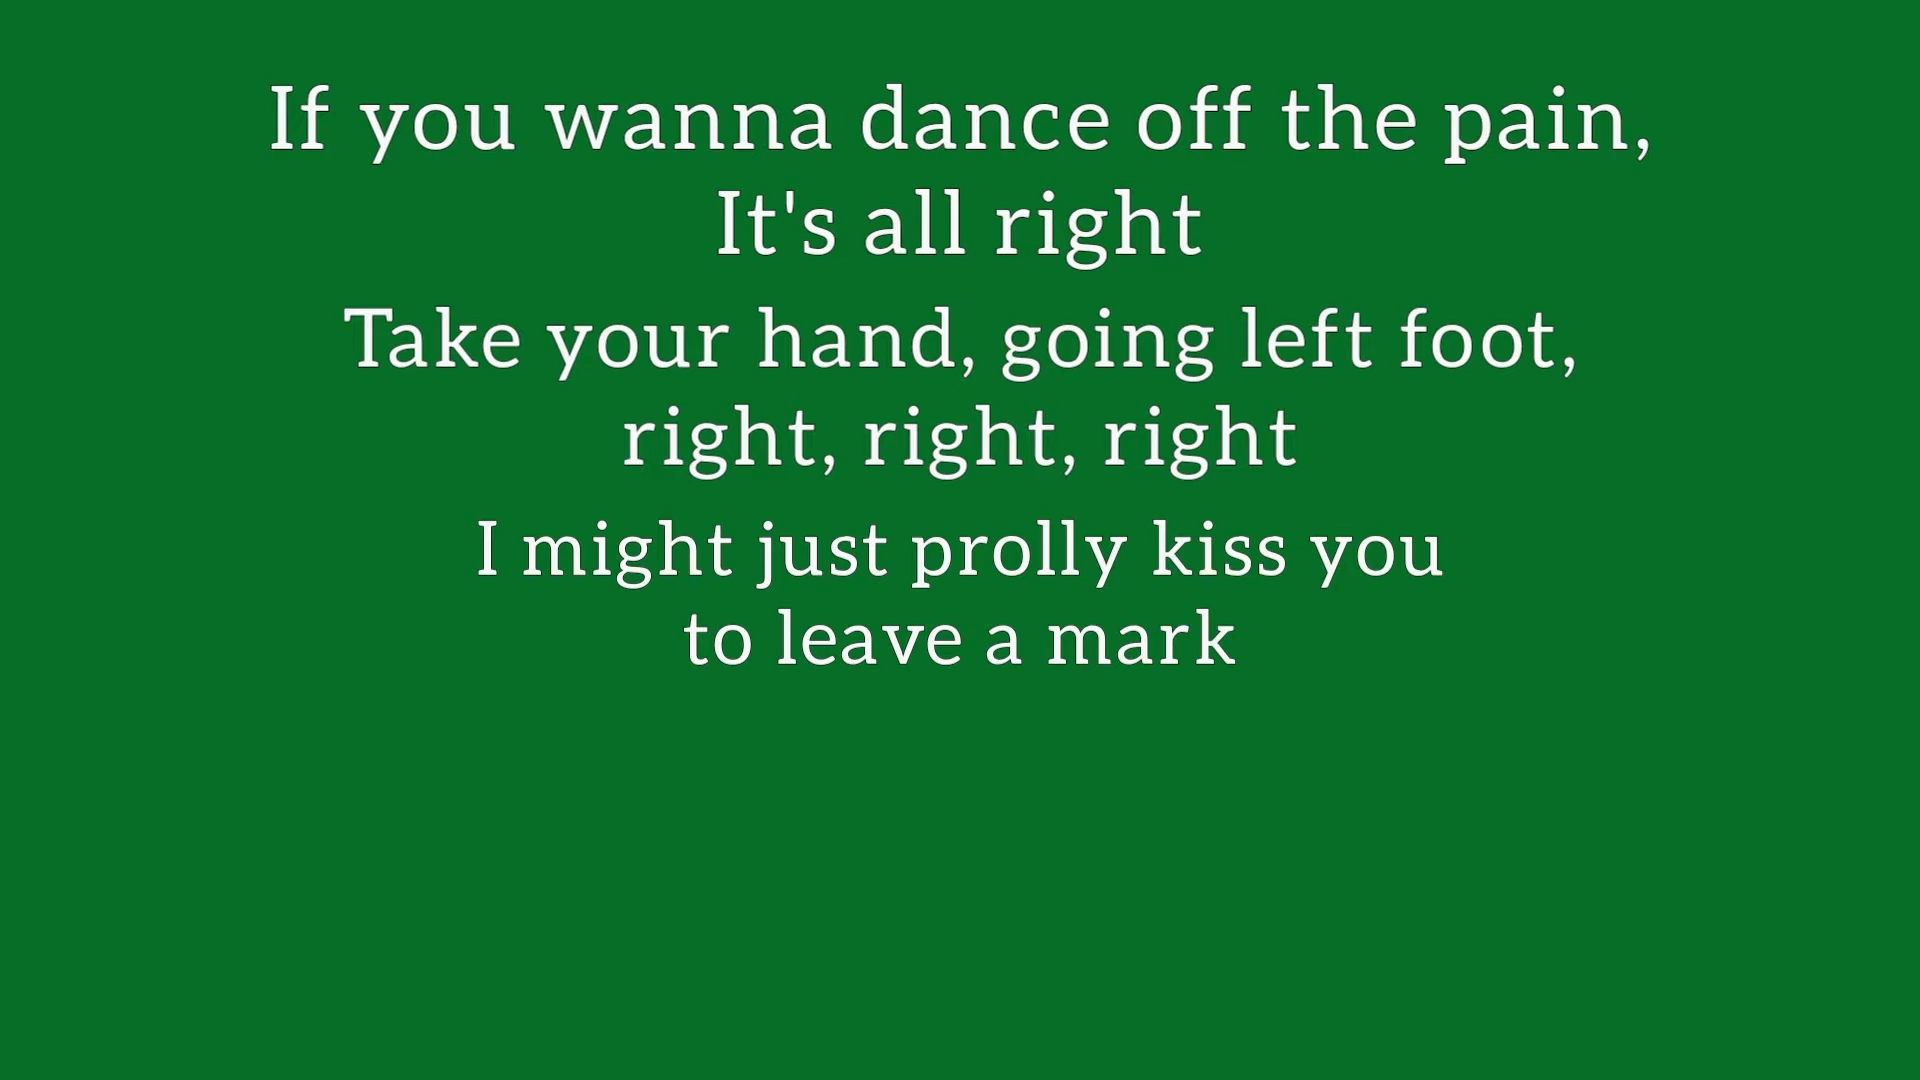 If you wanna dance off the pain,
It's all right
Take your hand, going left foot,
right, right, right
I might just prolly kiss you
to leave a mark